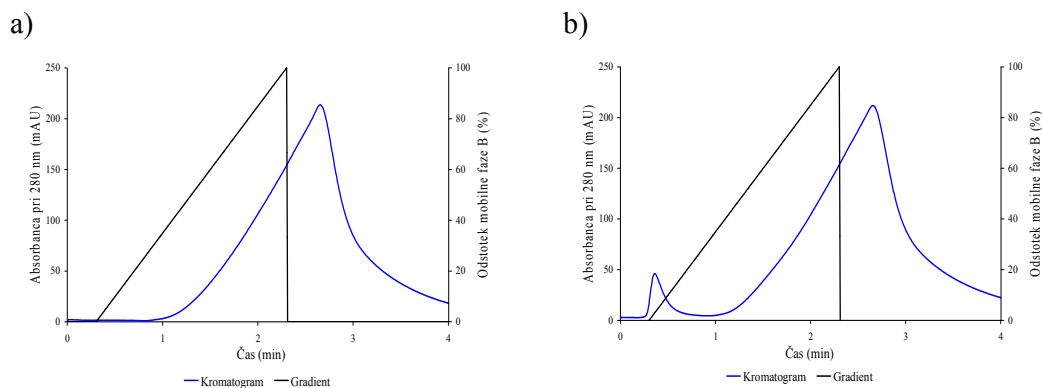 a)
250
200
150
100
50
0
Absorbanca pri 280 nm (mAU)
100
80
60
40
20
0
Odstotek mobilne faze B (%)
0 1 2 3 4
Čas (min)
Kromatogram Gradient
b)
250
200
150
100
50
0
Absorbanca pri 280 nm (mAU)
100
80
60
40
20
0
Odstotek mobilne faze B (%)
0 1 2 3 4
Čas (min)
Kromatogram Gradient